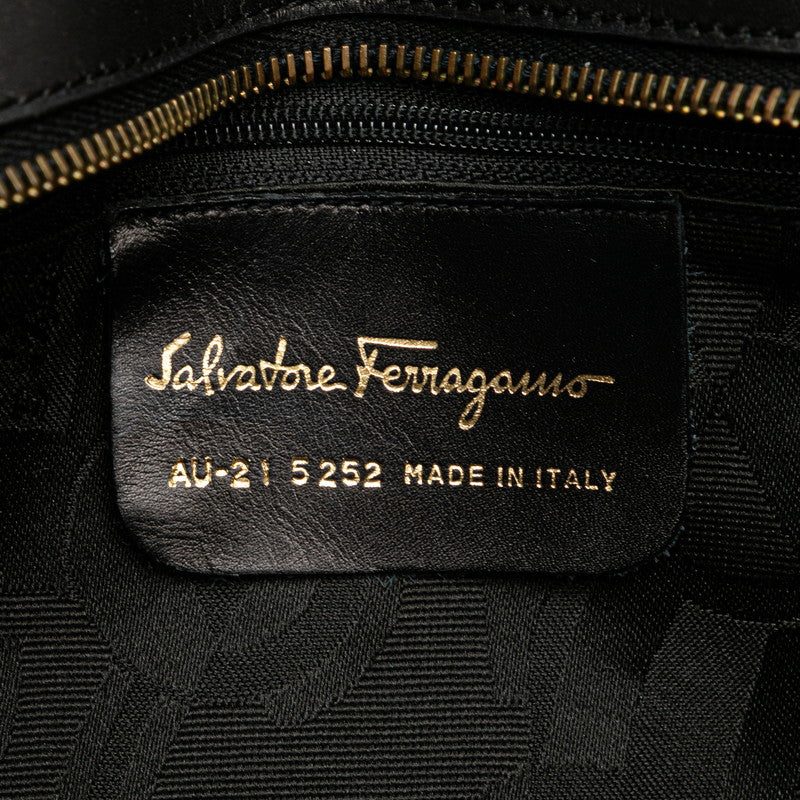 Salvatore Ferragamo
AU-21 5252 MADE IN ITALY